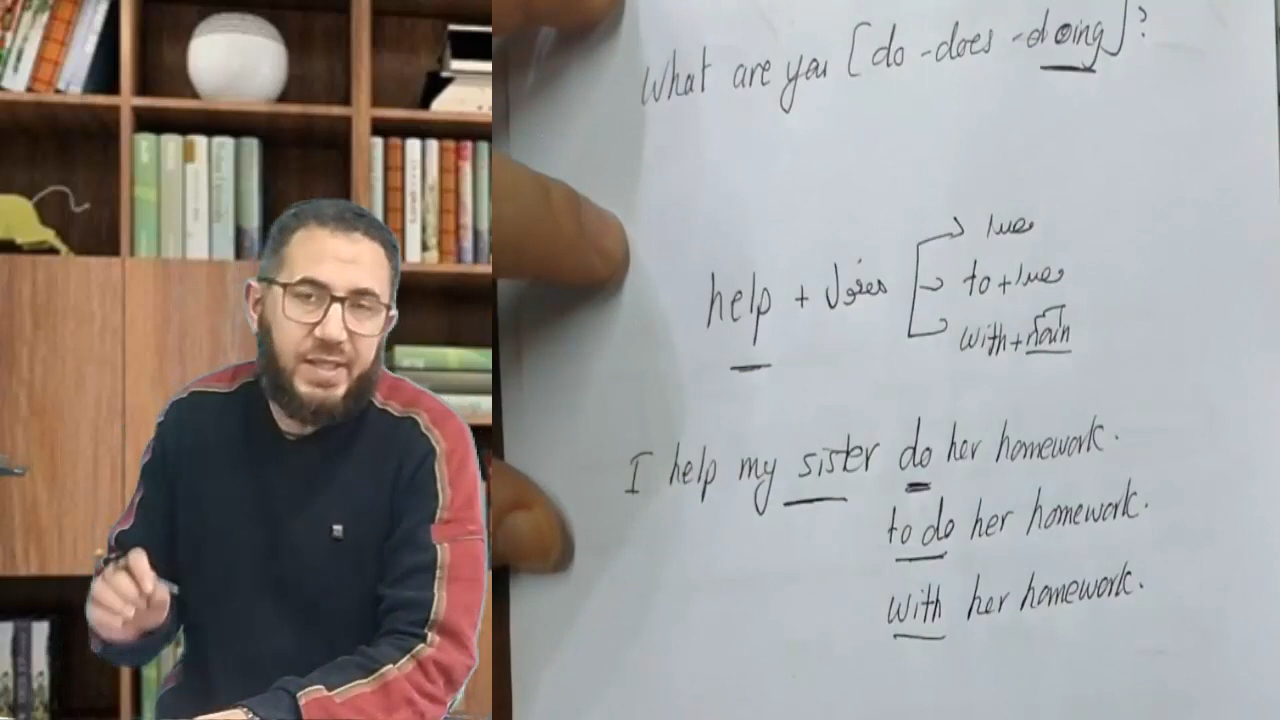 What are you [do - does - doing]?
مصدر
help + مفعول
to + مصدر
with + noun
I help my sister do her homework.
to do her homework.
with her homework.